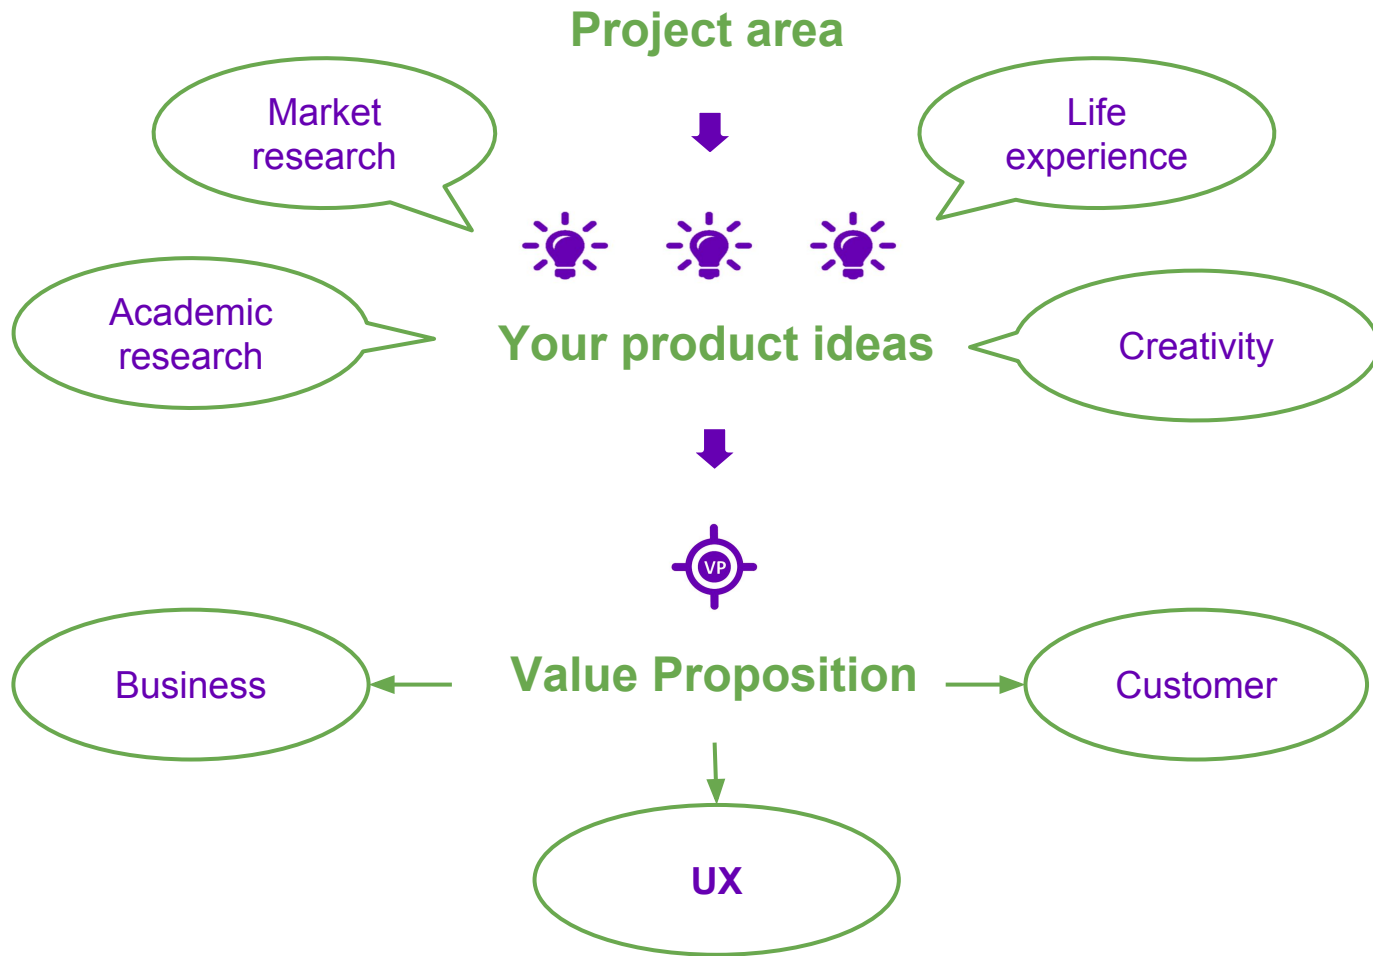 Project area
Market
research
Life
experience
Academic
research
Your product ideas
Creativity
VP
Business
Value Proposition
Customer
UX